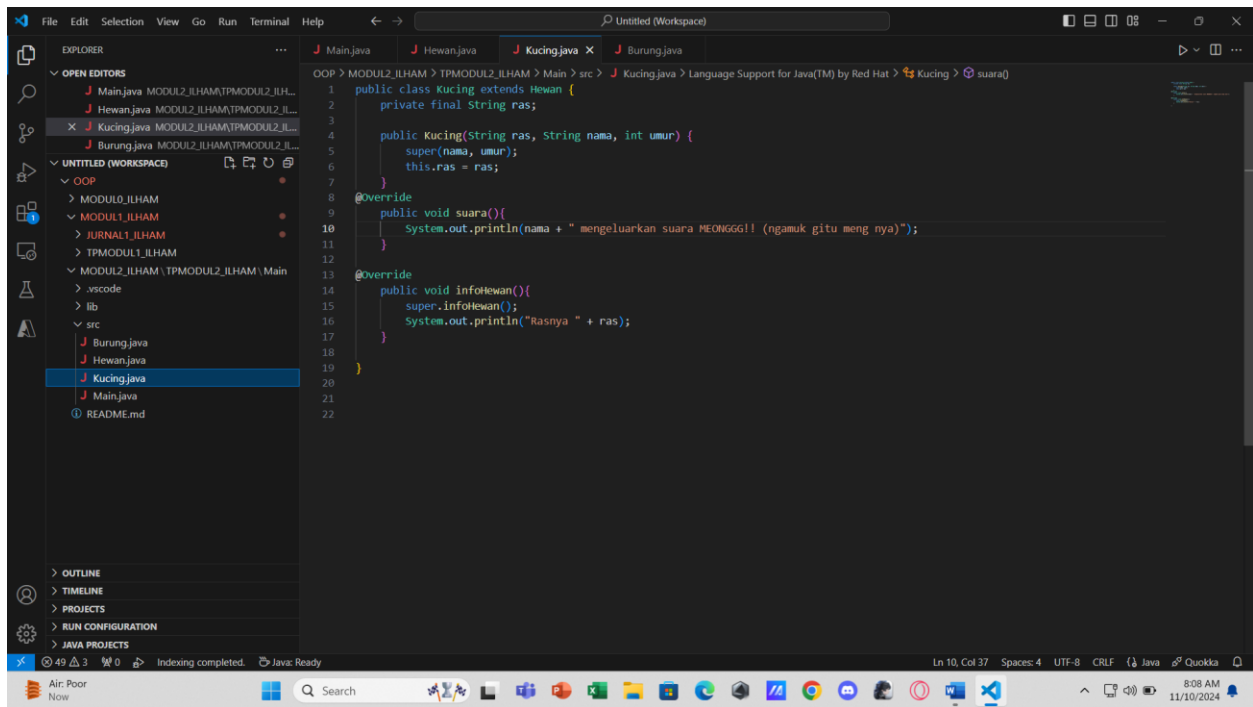 File Edit Selection View Go Run Terminal Help
Untitled (Workspace)
EXPLORER
OPEN EDITORS
Main.java MODUL2_ILHAM\TPMODUL2_ILH...
Hewan.java MODUL2_ILHAM\TPMODUL2_IL...
Kucing.java MODUL2_ILHAM\TPMODUL2_IL...
Burung.java MODUL2_ILHAM\TPMODUL2_IL...
UNTITLED (WORKSPACE)
OOP
MODUL0_ILHAM
MODUL1_ILHAM
JURNAL1_ILHAM
TPMODUL1_ILHAM
MODUL2_ILHAM \ TPMODUL2_ILHAM \ Main
.vscode
lib
src
Burung.java
Hewan.java
Kucing.java
Main.java
README.md
OUTLINE
TIMELINE
PROJECTS
RUN CONFIGURATION
JAVA PROJECTS
Main.java Hewan.java Kucing.java Burung.java
OOP > MODUL2_ILHAM > TPMODUL2_ILHAM > Main > src > Kucing.java > Language Support for Java(TM) by Red Hat > Kucing > suara()
1 public class Kucing extends Hewan {
2 private final String ras;
3
4 public Kucing(String ras, String nama, int umur) {
5 super(nama, umur);
6 this.ras = ras;
7 }
8 @Override
9 public void suara(){
10 System.out.println(nama + " mengeluarkan suara MEONGGG!! (ngamuk gitu meng nya)");
11 }
12
13 @Override
14 public void infoHewan(){
15 super.infoHewan();
16 System.out.println("Rasnya " + ras);
17 }
18
19 }
20
21
22
49 3 0 Indexing completed. Java: Ready
Ln 10, Col 37 Spaces: 4 UTF-8 CRLF Java Quokka
Air: Poor
Now
Search
8:08 AM
11/10/2024